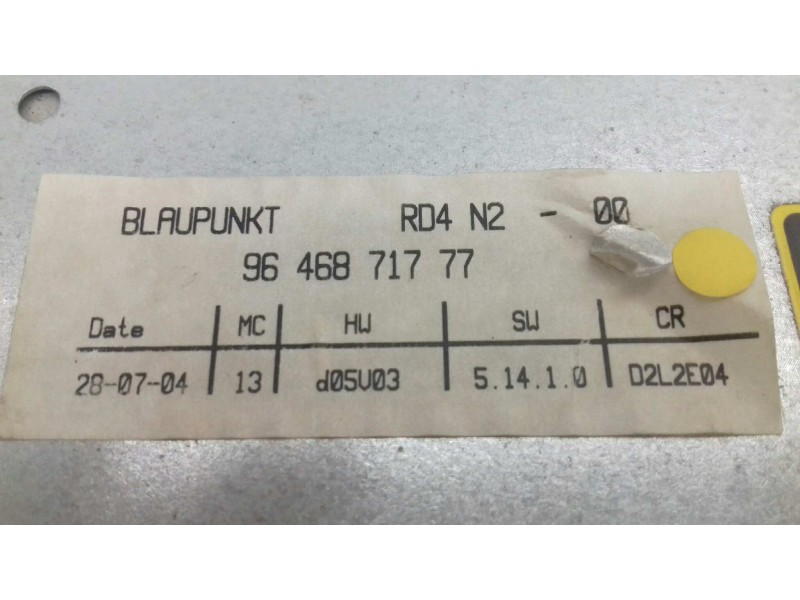 BLAUPUNKT RD4 N2 - 00
96 468 717 77
Date MC HW SW CR
28-07-04 13 d05V03 5.14.1.0 D2L2E04